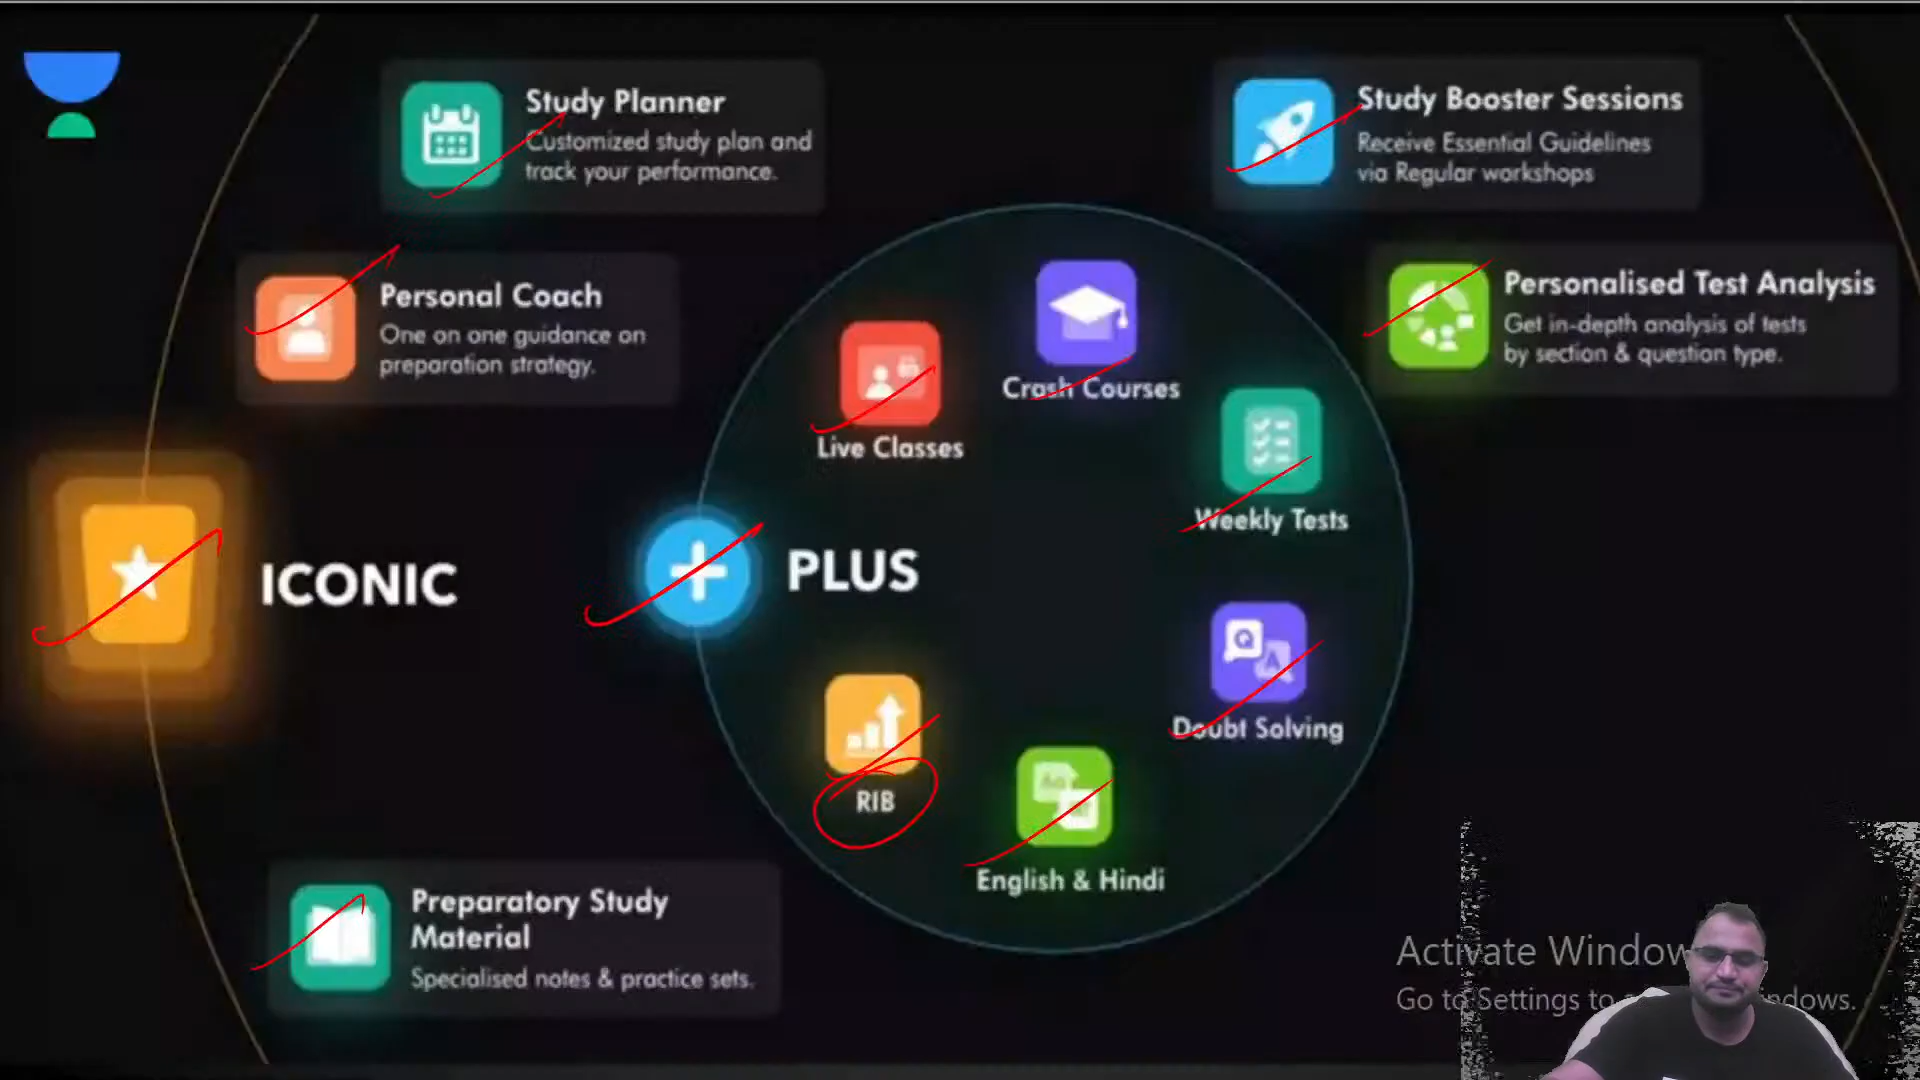 Study Planner
Customized study plan and
track your performance.
Study Booster Sessions
Receive Essential Guidelines
via Regular workshops
Personal Coach
One on one guidance on
preparation strategy.
Personalised Test Analysis
Get in-depth analysis of tests
by section & question type.
Live Classes
Crash Courses
Weekly Tests
ICONIC
PLUS
Q
A
Doubt Solving
RIB
English & Hindi
Preparatory Study
Material
Specialised notes & practice sets.
Activate Window
Go to Settings to